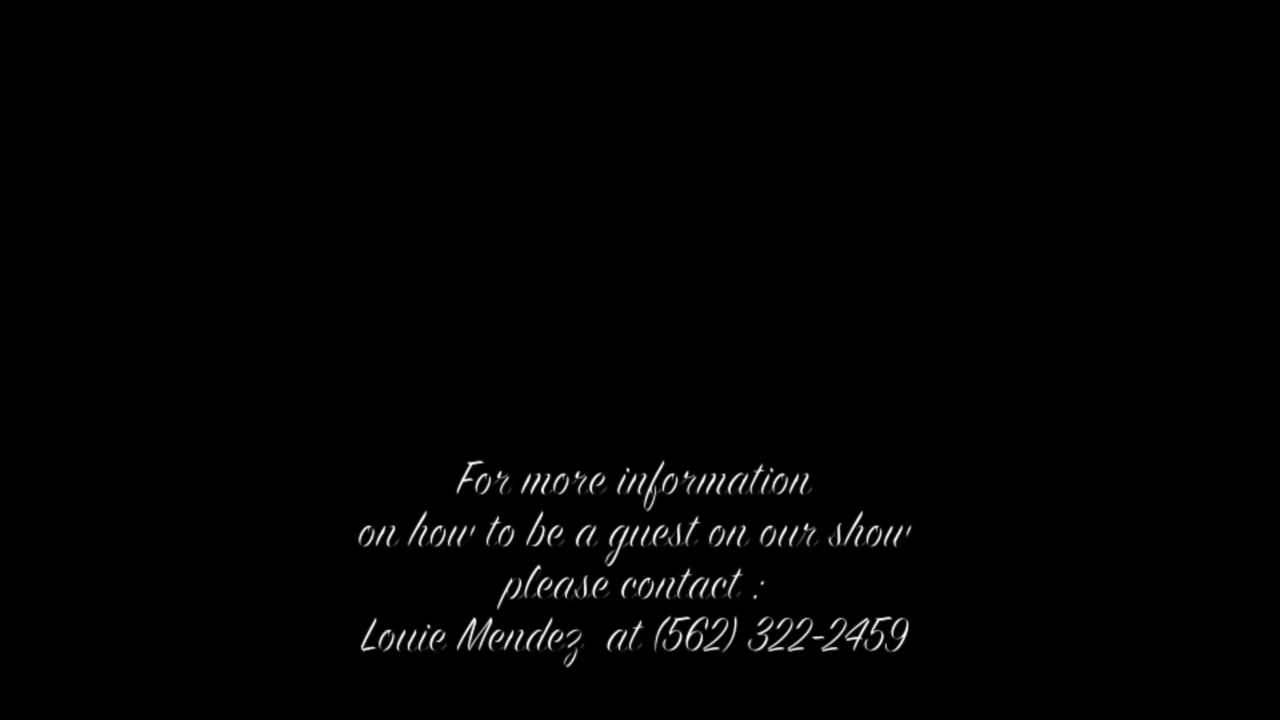 For more information
on how to be a guest on our show
please contact :
Louie Mendez at (562) 322-2459